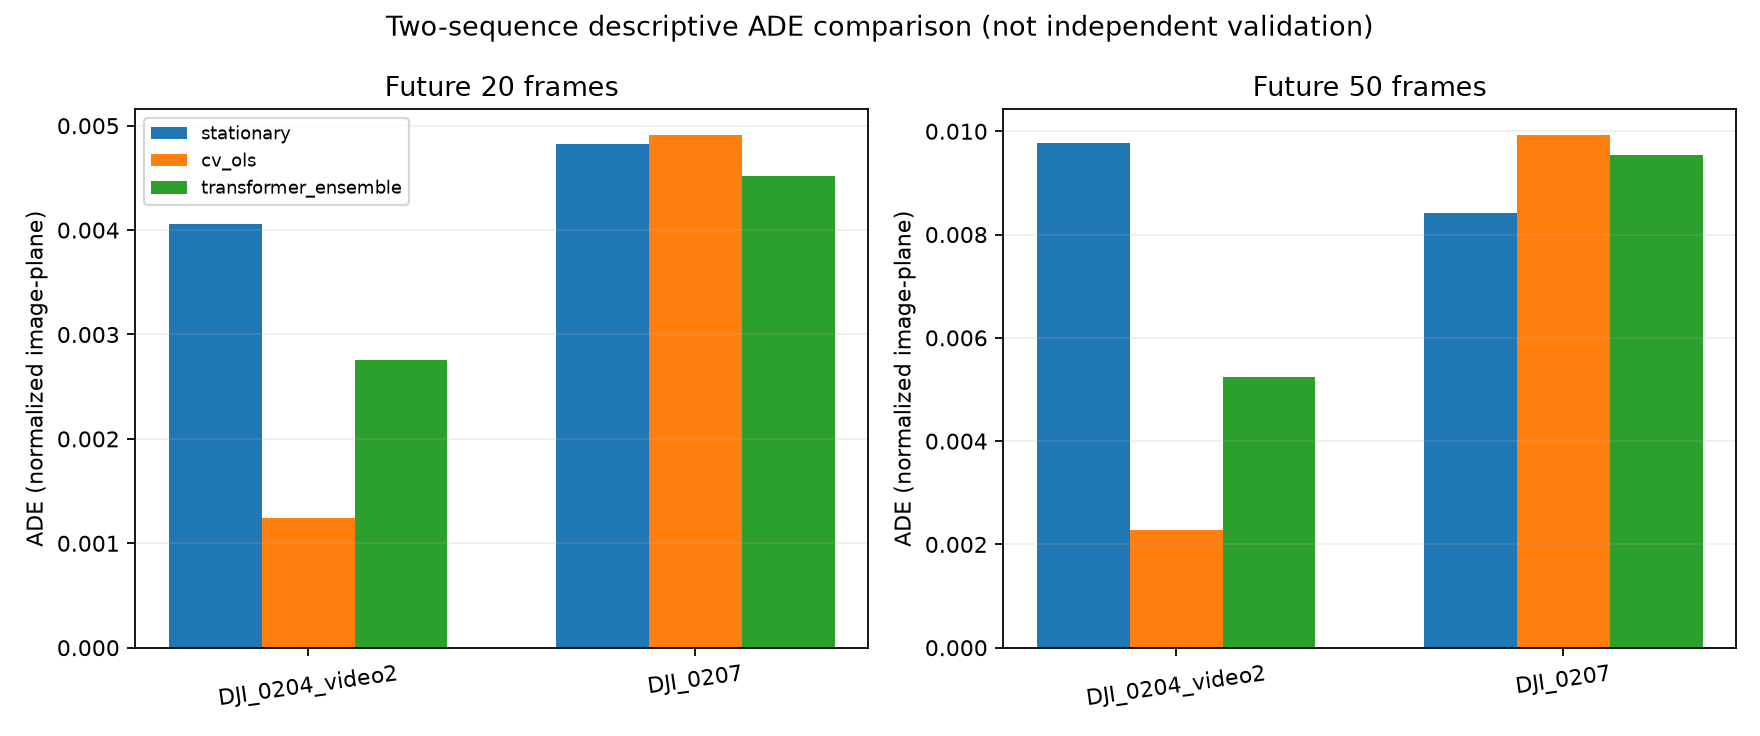 Two-sequence descriptive ADE comparison (not independent validation)
Future 20 frames
ADE (normalized image-plane)
0.005
0.004
0.003
0.002
0.001
0.000
stationary
cv_ols
transformer_ensemble
DJI_0204_video2
DJI_0207
Future 50 frames
ADE (normalized image-plane)
0.010
0.008
0.006
0.004
0.002
0.000
DJI_0204_video2
DJI_0207